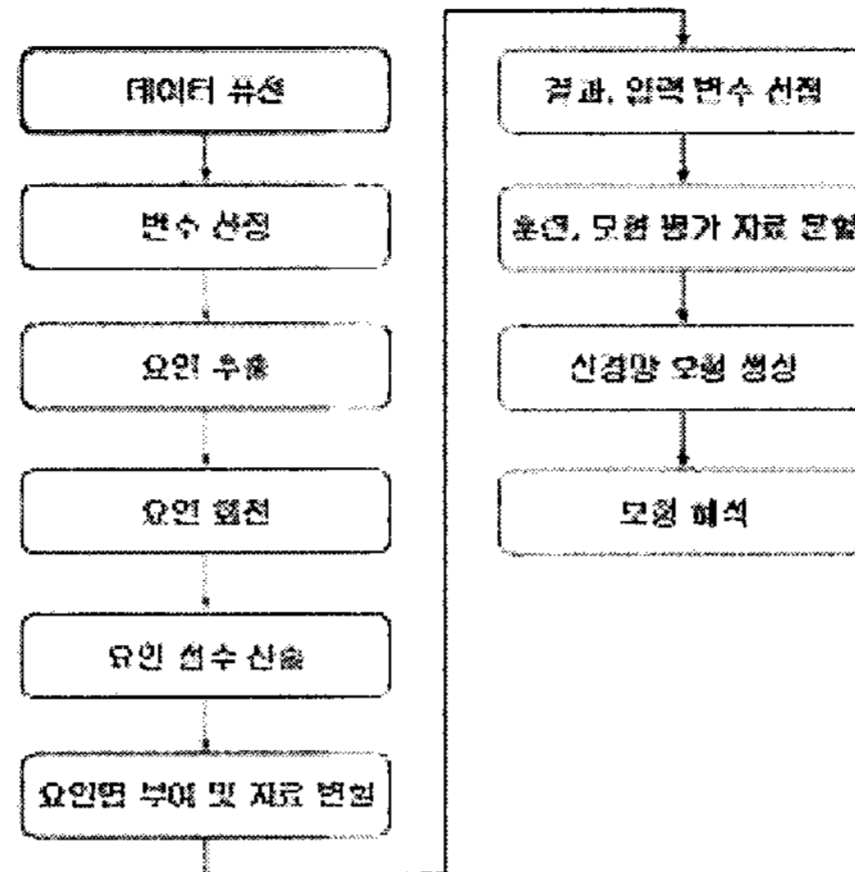 데이터 퓨전
변수 선정
요인 추출
요인 회전
요인 점수 산출
요인명 부여 및 자료 변환
결과, 입력 변수 선정
훈련, 모형 평가 자료 분할
신경망 모형 생성
모형 해석